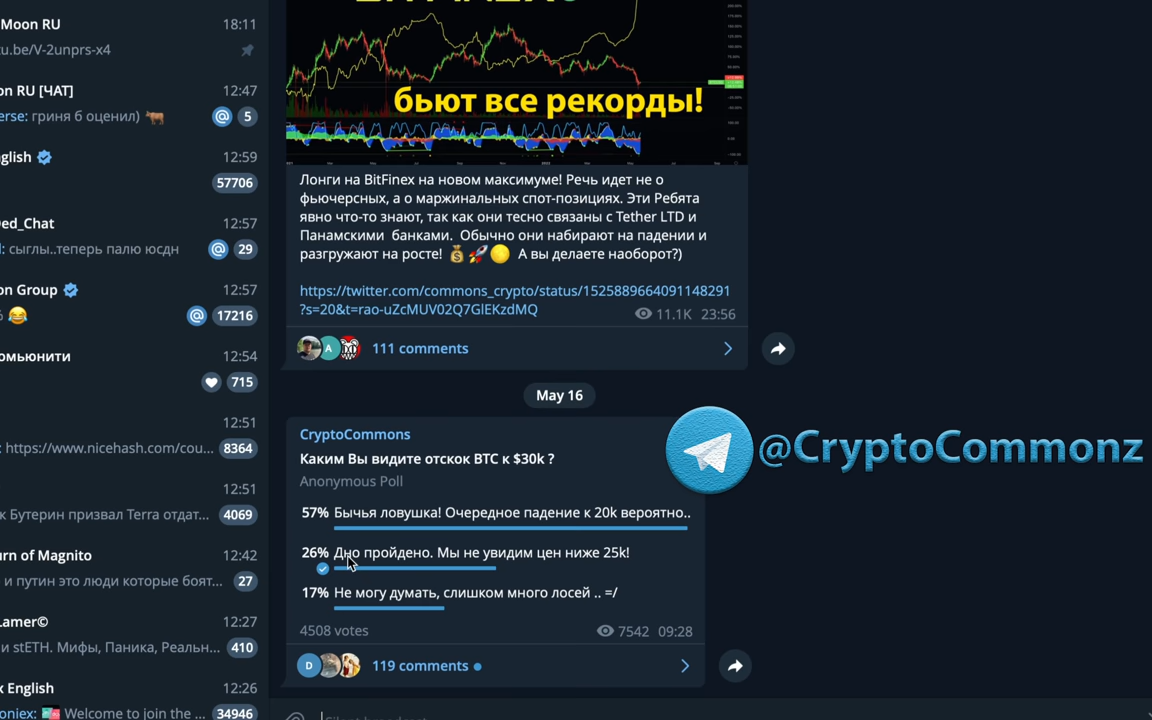 Moon RU
18:11
cu.be/V-2unprs-x4
on RU [ЧАТ]
12:47
erse: гриня б оценил) 🐂
@ 5
glish
12:59
57706
Ded_Chat
12:57
: сыглы..теперь палю юсдн
@ 29
on Group
12:57
% 😂
@ 17216
омьюнити
12:54
715
12:51
: https://www.nicehash.com/cou...
8364
12:51
к Бутерин призвал Terra отдат...
4069
urn of Magnito
12:42
и путин это люди которые боят...
27
Lamer©
12:27
и stETH. Мифы, Паника, Реальн...
410
x English
12:26
oniex: Welcome to join the ...
34946
бьют все рекорды!
Лонги на BitFinex на новом максимуме! Речь идет не о
фьючерсных, а о маржинальных спот-позициях. Эти Ребята
явно что-то знают, так как они тесно связаны с Tether LTD и
Панамскими банками. Обычно они набирают на падении и
разгружают на росте! 💰🚀🟡 А вы делаете наоборот?)
https://twitter.com/commons_crypto/status/1525889664091148291
?s=20&t=rao-uZcMUV02Q7GlEKzdMQ
11.1K 23:56
A
111 comments
May 16
CryptoCommons
Каким Вы видите отскок BTC к $30k ?
Anonymous Poll
57% Бычья ловушка! Очередное падение к 20k вероятно..
26% Дно пройдено. Мы не увидим цен ниже 25k!
17% Не могу думать, слишком много лосей .. =/
4508 votes
7542 09:28
D
119 comments
@CryptoCommonz